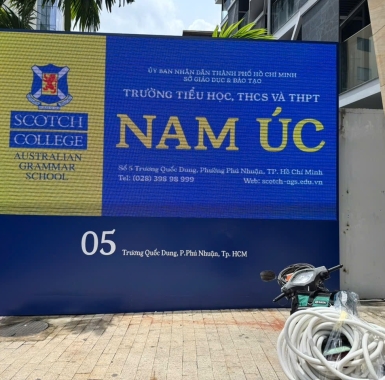 SCOTCH
COLLEGE
AUSTRALIAN
GRAMMAR
SCHOOL
ỦY BAN NHÂN DÂN THÀNH PHỐ HỒ CHÍ MINH
SỞ GIÁO DỤC & ĐÀO TẠO
TRƯỜNG TIỂU HỌC, THCS VÀ THPT
NAM ÚC
Số 5 Trương Quốc Dung, Phường Phú Nhuận, TP. Hồ Chí Minh
Tel: (028) 398 98 999
Web: scotch-ags.edu.vn
05 Trương Quốc Dung, P.Phú Nhuận, Tp. HCM